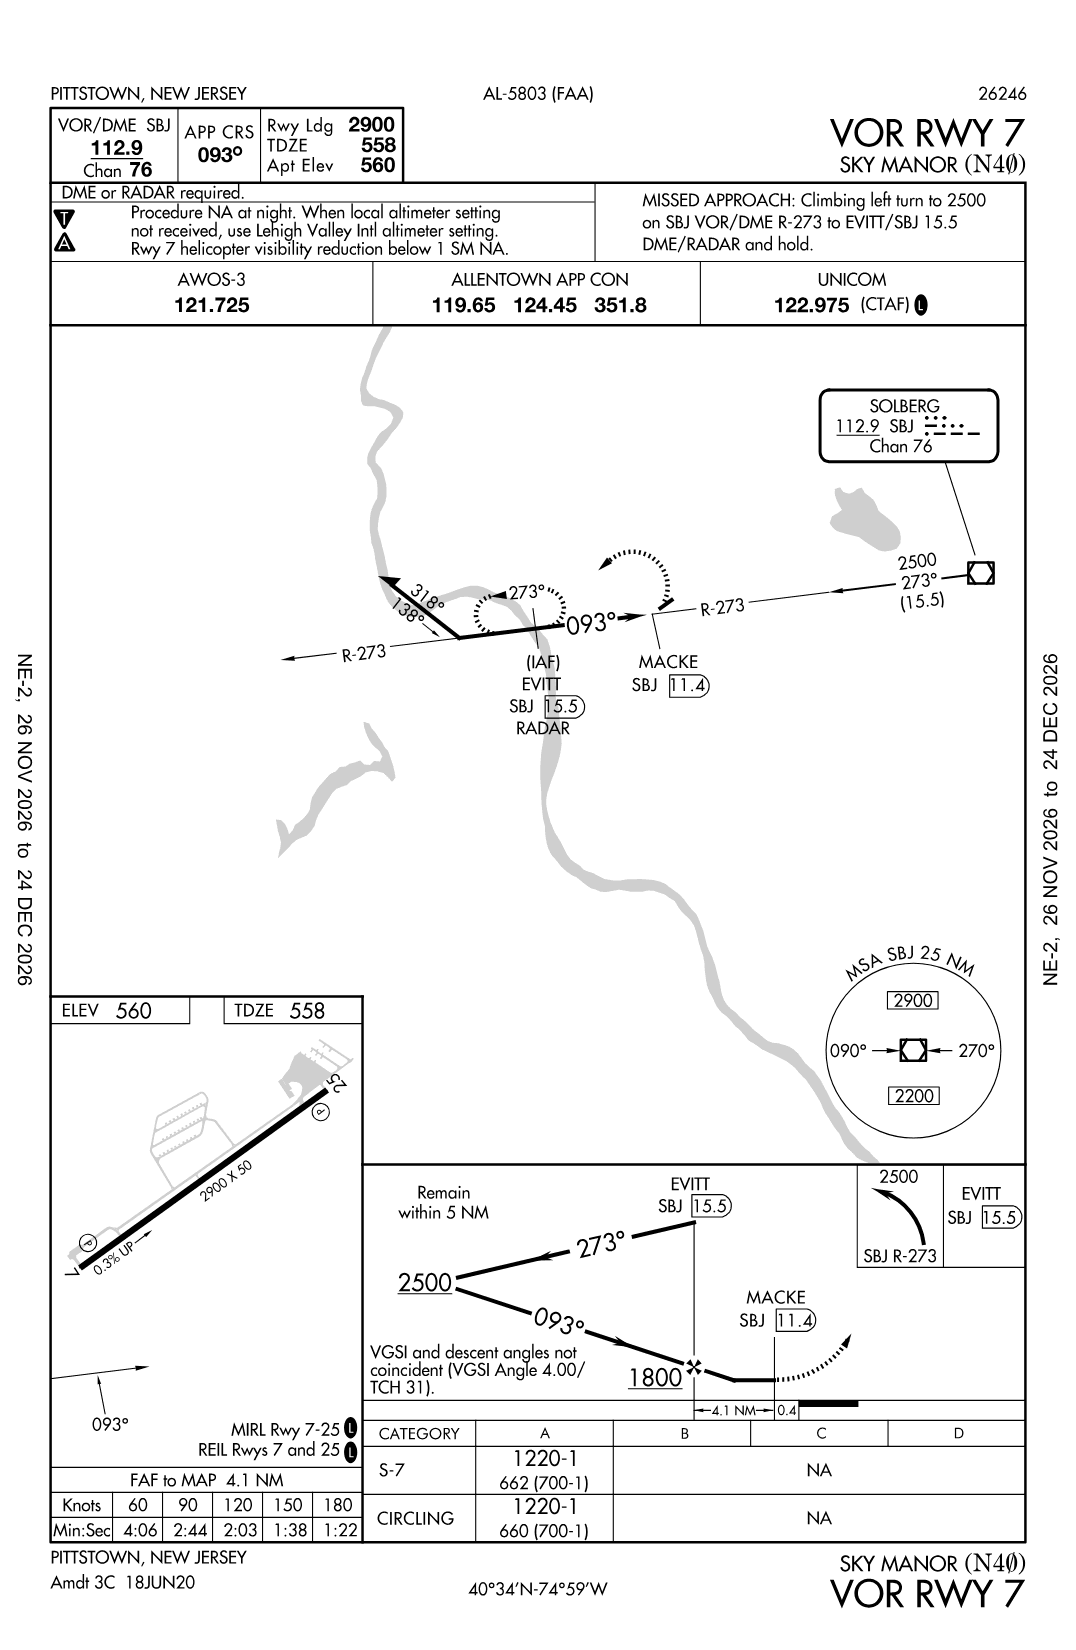 PITTSTOWN, NEW JERSEY
AL-5803 (FAA)
26246
VOR/DME SBJ
112.9
Chan 76
APP CRS
093°
Rwy Ldg 2900
TDZE 558
Apt Elev 560
VOR RWY 7
SKY MANOR (N40)
DME or RADAR required.
T
A
Procedure NA at night. When local altimeter setting
not received, use Lehigh Valley Intl altimeter setting.
Rwy 7 helicopter visibility reduction below 1 SM NA.
MISSED APPROACH: Climbing left turn to 2500
on SBJ VOR/DME R-273 to EVITT/SBJ 15.5
DME/RADAR and hold.
AWOS-3
121.725
ALLENTOWN APP CON
119.65 124.45 351.8
UNICOM
122.975 (CTAF) L
SOLBERG
112.9 SBJ
Chan 76
2500
273°
(15.5)
R-273
318°
138°
273°
093°
R-273
(IAF)
EVITT
SBJ 15.5
RADAR
MACKE
SBJ 11.4
NE-2, 26 NOV 2026 to 24 DEC 2026
NE-2, 26 NOV 2026 to 24 DEC 2026
MSA SBJ 25 NM
2900
090°
270°
2200
ELEV 560
TDZE 558
25
P
2900 X 50
P
0.3% UP
7
093°
MIRL Rwy 7-25 L
REIL Rwys 7 and 25 L
FAF to MAP 4.1 NM
Knots 60 90 120 150 180
Min:Sec 4:06 2:44 2:03 1:38 1:22
Remain
within 5 NM
EVITT
SBJ 15.5
273°
2500
093°
1800
VGSI and descent angles not
coincident (VGSI Angle 4.00/
TCH 31).
MACKE
SBJ 11.4
4.1 NM
0.4
2500
SBJ R-273
EVITT
SBJ 15.5
CATEGORY A B C D
S-7
1220-1
662 (700-1)
NA
CIRCLING
1220-1
660 (700-1)
NA
PITTSTOWN, NEW JERSEY
Amdt 3C 18JUN20
40°34'N-74°59'W
SKY MANOR (N40)
VOR RWY 7